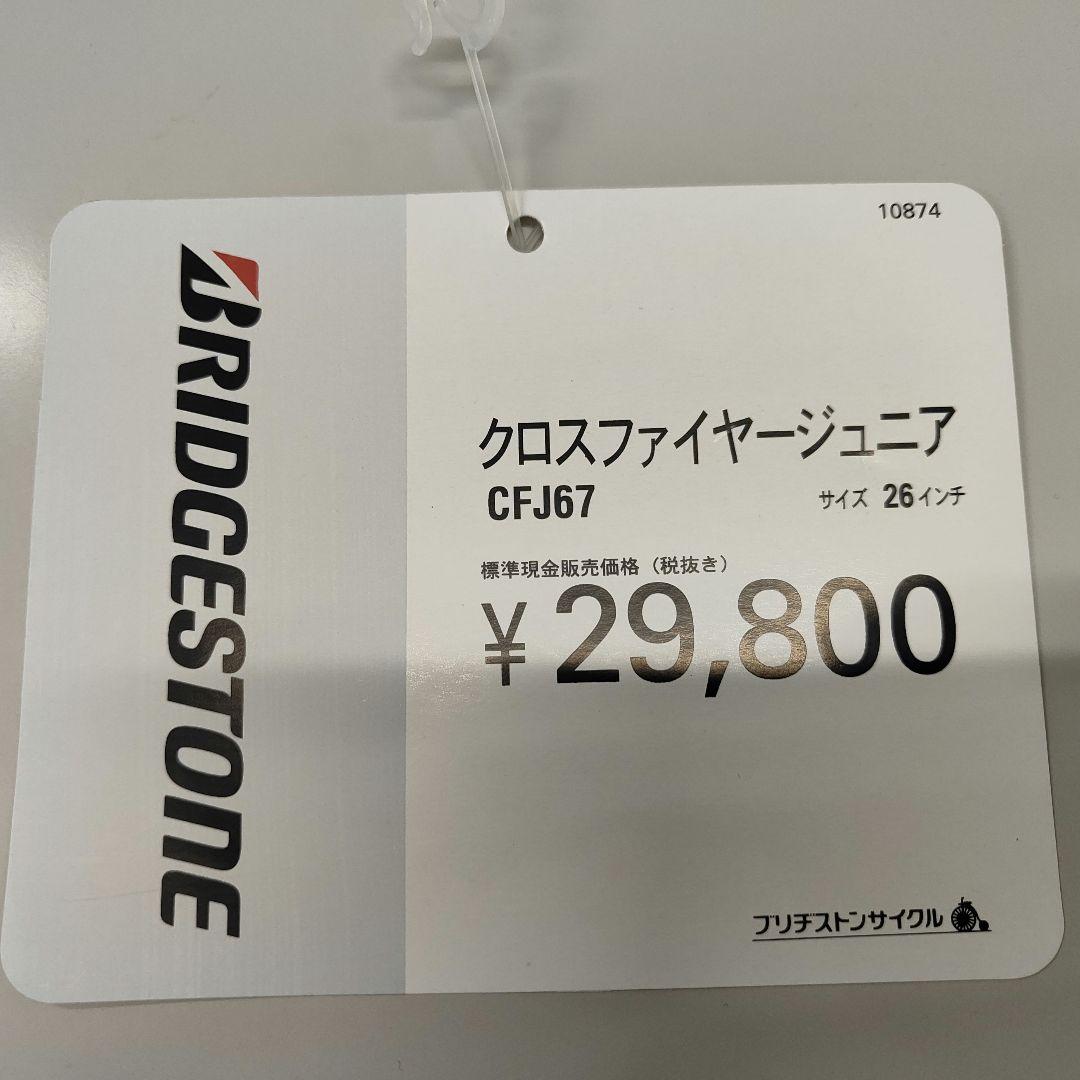 10874
BRIDGESTONE
クロスファイヤージュニア
CFJ67 サイズ 26インチ
標準現金販売価格（税抜き）
¥29,800
ブリヂストンサイクル